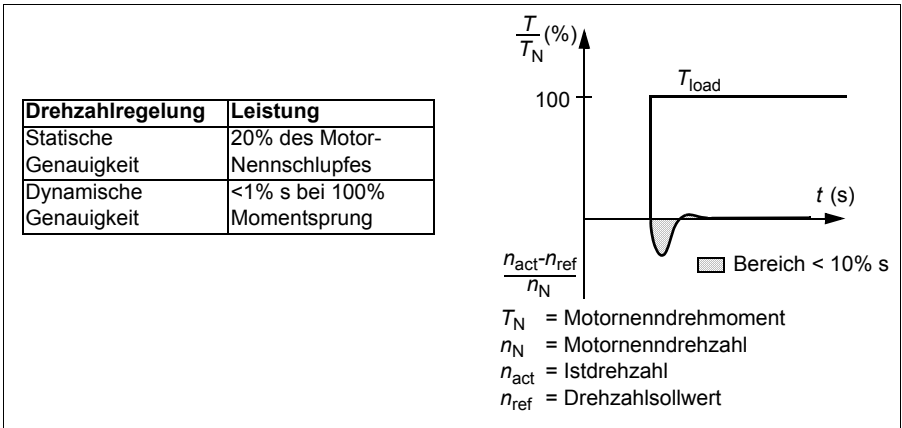 Drehzahlregelung Leistung
Statische 20% des Motor-
Genauigkeit Nennschlupfes
Dynamische <1% s bei 100%
Genauigkeit Momentsprung
T
T_N (%)
T_load
100
t (s)
n_act-n_ref
n_N
Bereich < 10% s
T_N = Motornenndrehmoment
n_N = Motornenndrehzahl
n_act = Istdrehzahl
n_ref = Drehzahlsollwert